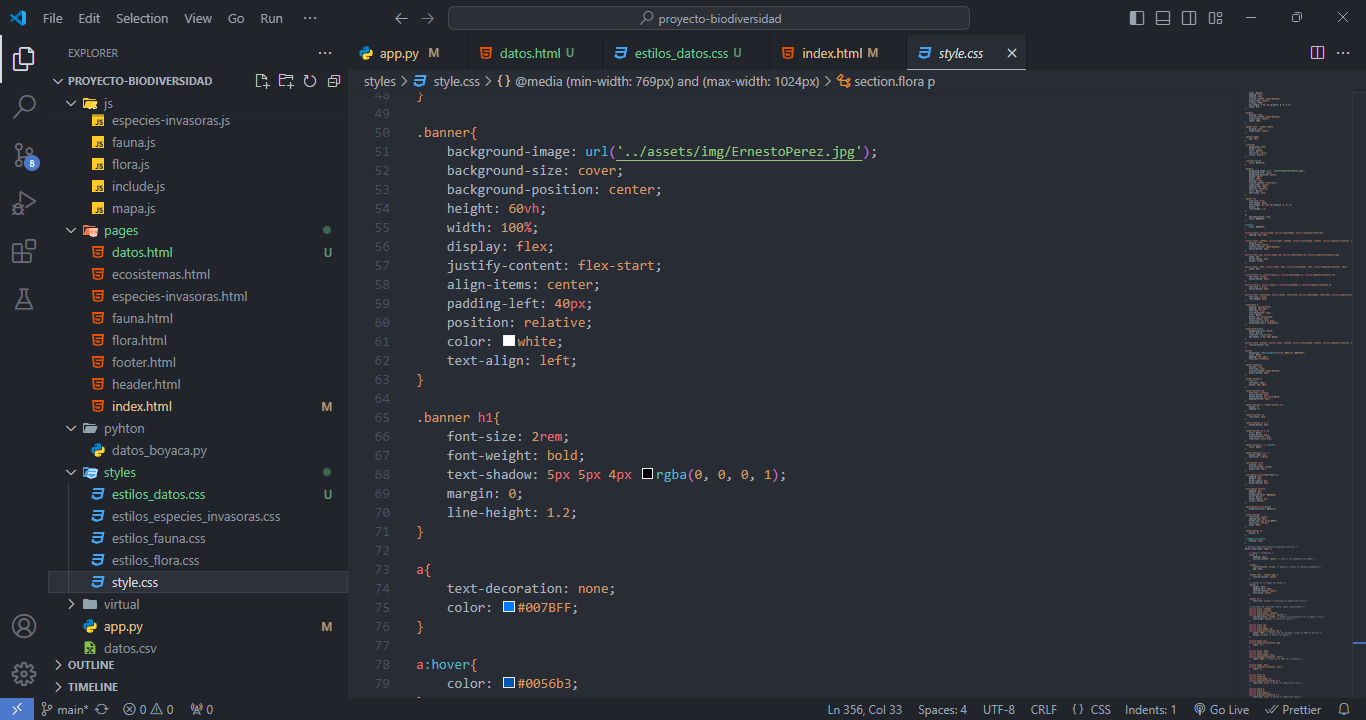 File Edit Selection View Go Run ··· proyecto-biodiversidad
EXPLORER ···
PROYECTO-BIODIVERSIDAD
js
especies-invasoras.js
fauna.js
flora.js
include.js
mapa.js
pages
datos.html U
ecosistemas.html
especies-invasoras.html
fauna.html
flora.html
footer.html
header.html
index.html M
pyhton
datos_boyaca.py
styles
estilos_datos.css U
estilos_especies_invasoras.css
estilos_fauna.css
estilos_flora.css
style.css
virtual
app.py M
datos.csv
OUTLINE
TIMELINE
8
app.py M datos.html U estilos_datos.css U index.html M style.css
styles > style.css > {} @media (min-width: 769px) and (max-width: 1024px) > section.flora p
48 }
49
50 .banner{
51 background-image: url('../assets/img/ErnestoPerez.jpg');
52 background-size: cover;
53 background-position: center;
54 height: 60vh;
55 width: 100%;
56 display: flex;
57 justify-content: flex-start;
58 align-items: center;
59 padding-left: 40px;
60 position: relative;
61 color: white;
62 text-align: left;
63 }
64
65 .banner h1{
66 font-size: 2rem;
67 font-weight: bold;
68 text-shadow: 5px 5px 4px rgba(0, 0, 0, 1);
69 margin: 0;
70 line-height: 1.2;
71 }
72
73 a{
74 text-decoration: none;
75 color: #007BFF;
76 }
77
78 a:hover{
79 color: #0056b3;
main* 0 0 0 Ln 356, Col 33 Spaces: 4 UTF-8 CRLF {} CSS Indents: 1 Go Live Prettier